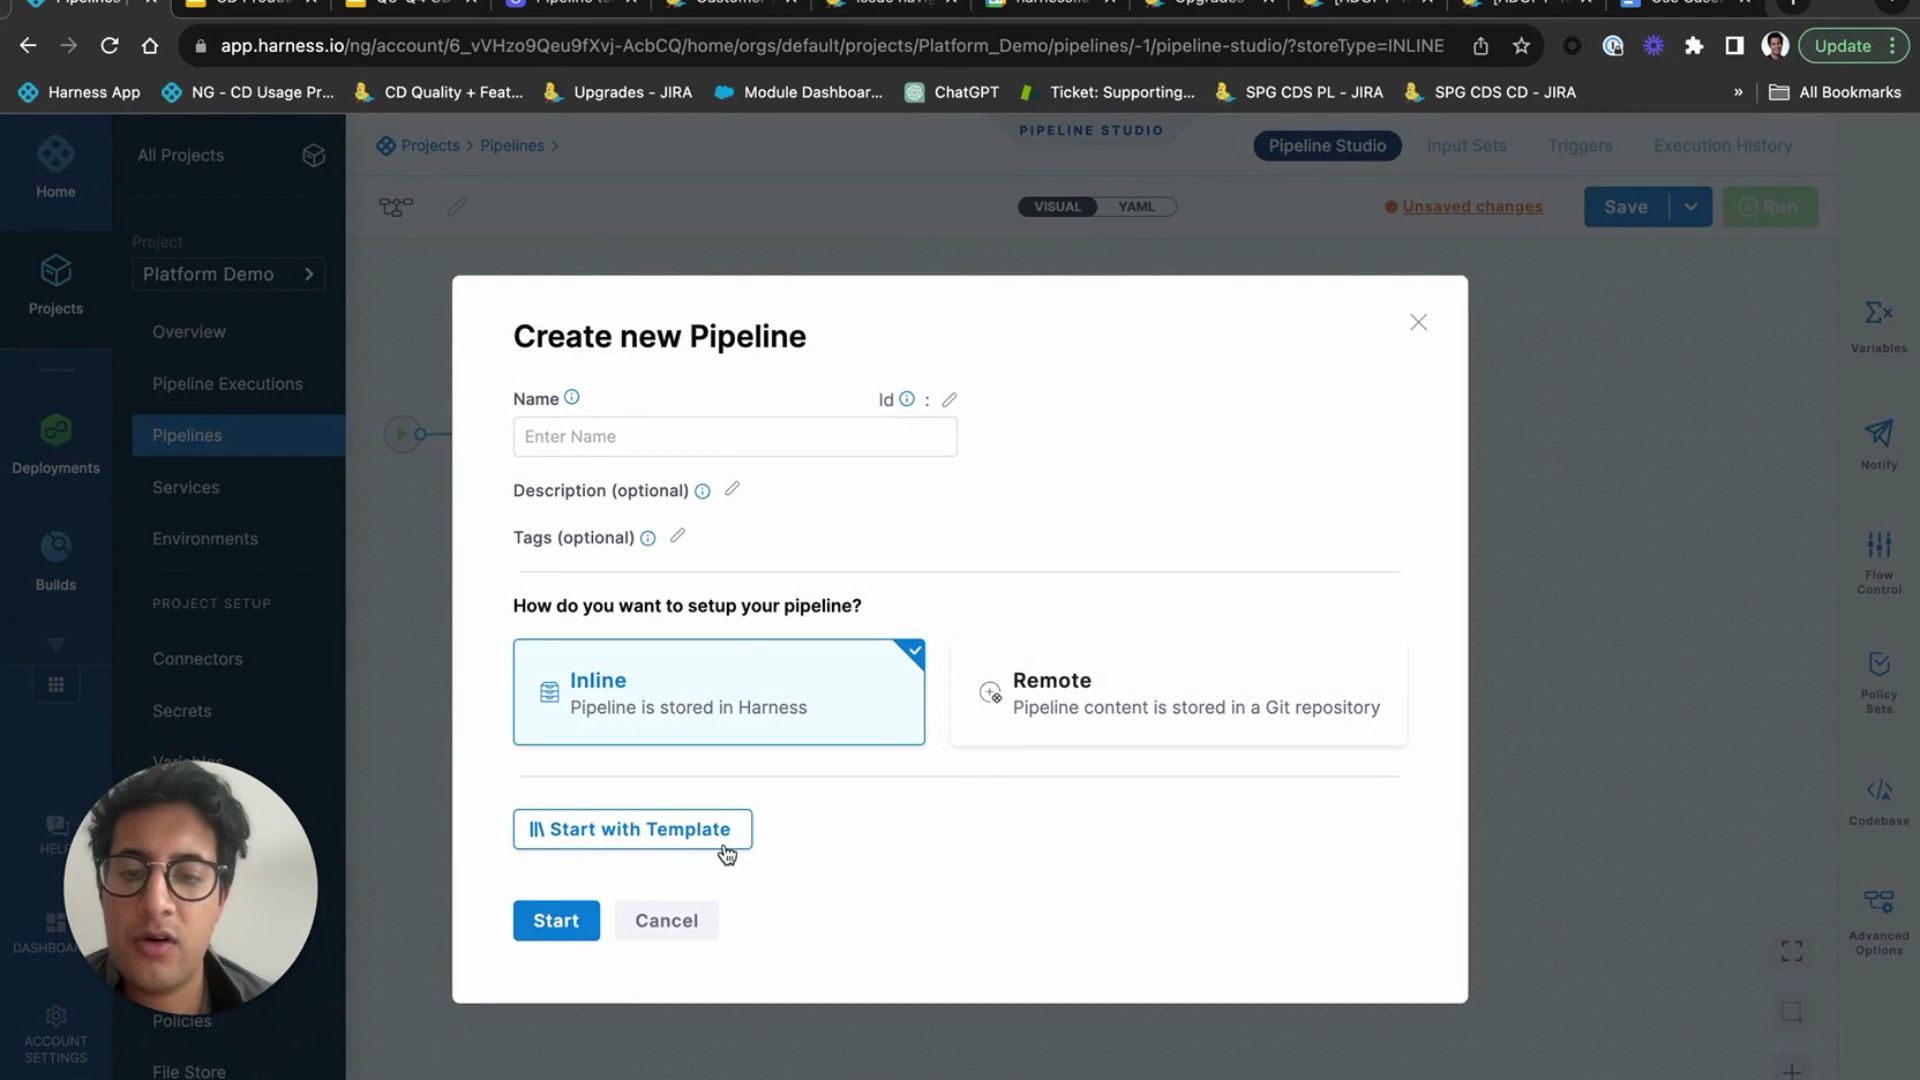 Pipelines
app.harness.io/ng/account/6_vVHzo9Qeu9fXvj-AcbCQ/home/orgs/default/projects/Platform_Demo/pipelines/-1/pipeline-studio/?storeType=INLINE
Update
Harness App
NG - CD Usage Pr...
CD Quality + Feat...
Upgrades - JIRA
Module Dashboar...
ChatGPT
Ticket: Supporting...
SPG CDS PL - JIRA
SPG CDS CD - JIRA
»
All Bookmarks
Home
Projects
Deployments
Builds
ACCOUNT
SETTINGS
All Projects
Project
Platform Demo
Overview
Pipeline Executions
Pipelines
Services
Environments
PROJECT SETUP
Connectors
Secrets
Policies
File Store
Projects > Pipelines >
PIPELINE STUDIO
Pipeline Studio
Input Sets
Triggers
Execution History
VISUAL
YAML
Unsaved changes
Save
Run
Create new Pipeline
Name
Id :
Enter Name
Description (optional)
Tags (optional)
How do you want to setup your pipeline?
Inline
Pipeline is stored in Harness
Remote
Pipeline content is stored in a Git repository
Start with Template
Start
Cancel
Variables
Notify
Flow
Control
Policy
Sets
Codebase
Advanced
Options